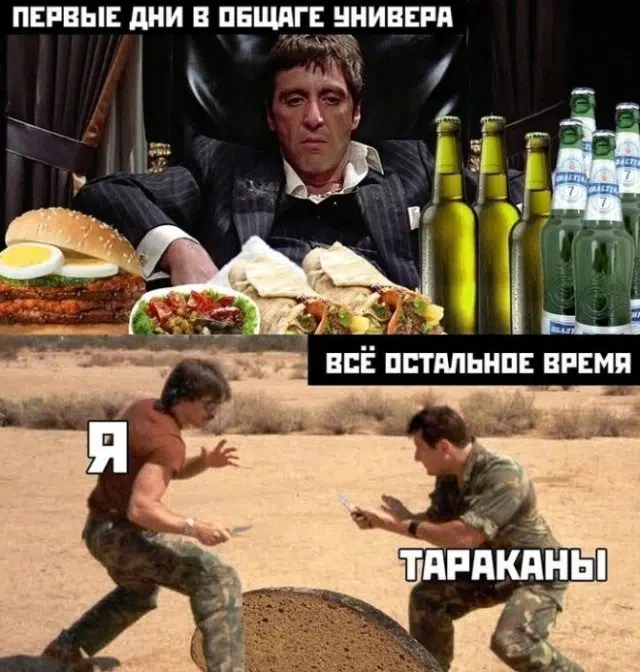 ПЕРВЫЕ ДНИ В ОБЩАГЕ УНИВЕРА
ВСЁ ОСТАЛЬНОЕ ВРЕМЯ
Я
ТАРАКАНЫ